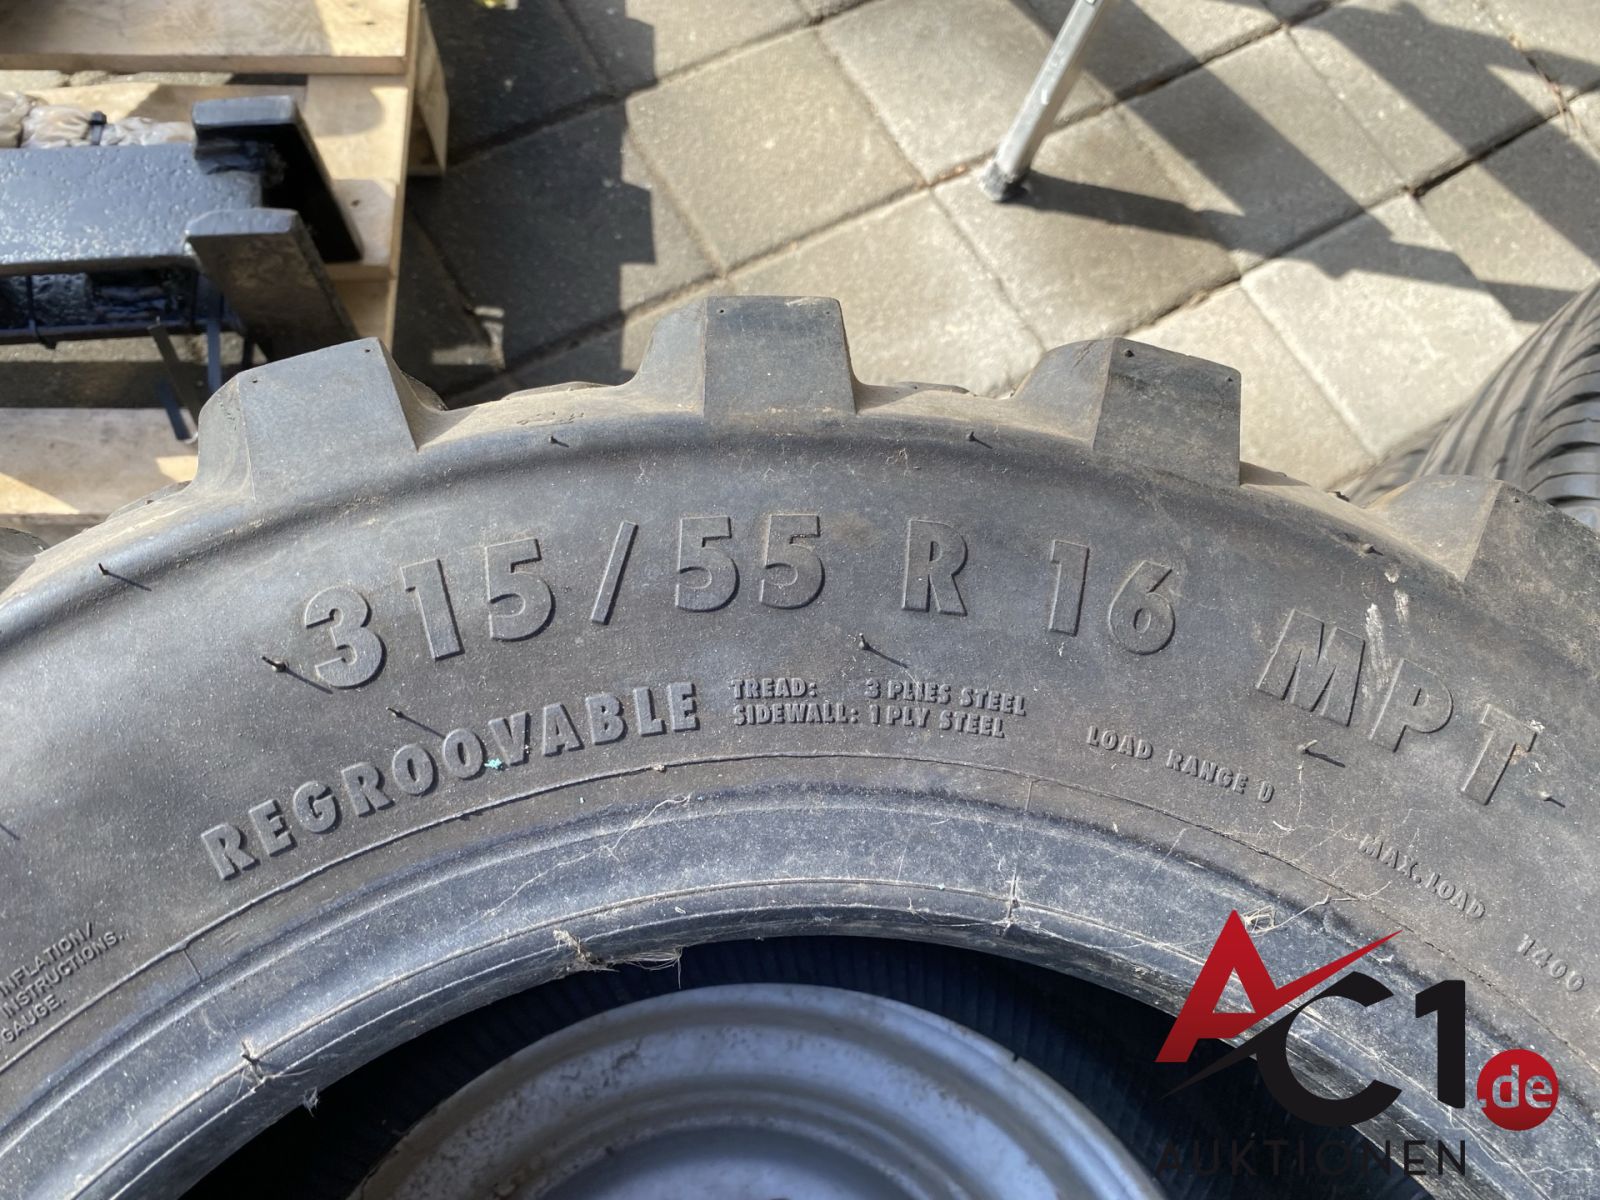 315/55 R 16 MPT
REGROOVABLE
TREAD: 3 PLIES STEEL
SIDEWALL: 1 PLY STEEL
LOAD RANGE D
MAX. LOAD 1400
INFLATION/
INSTRUCTIONS.
GAUGE.
AC1.de
AUKTIONEN